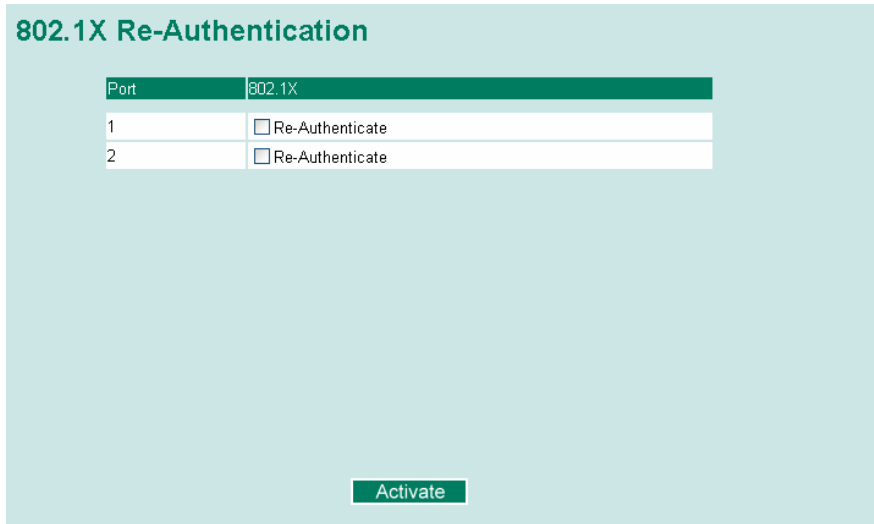 802.1X Re-Authentication
Port 802.1X
1 Re-Authenticate
2 Re-Authenticate
Activate